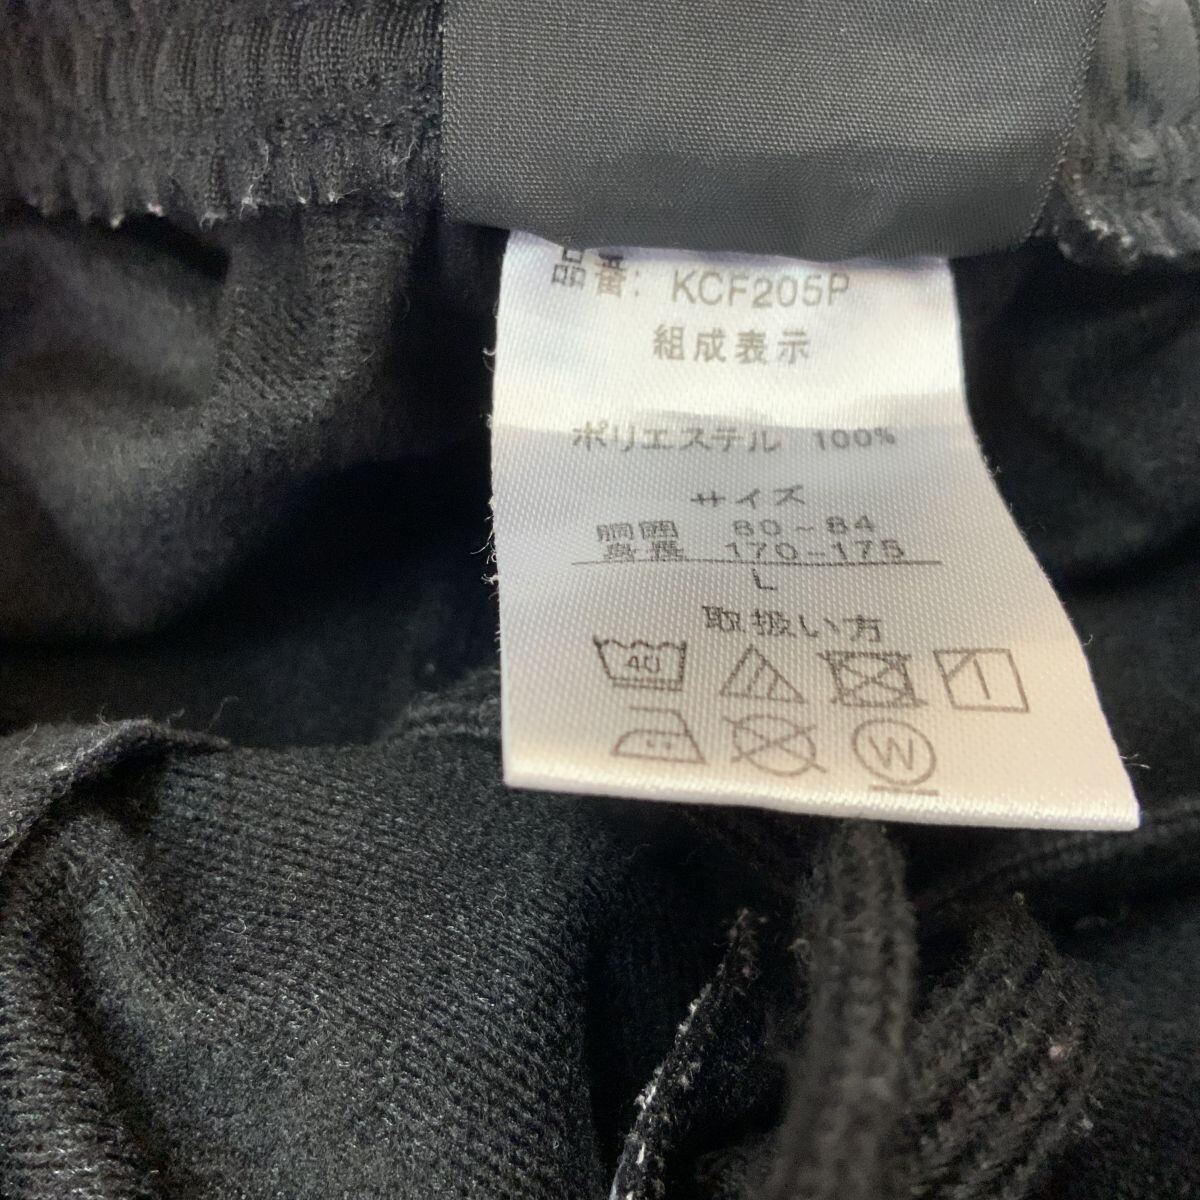 品番: KCF205P
組成表示
ポリエステル 100%
サイズ
胴囲 80~84
身長 170-175
L
取扱い方
40
W